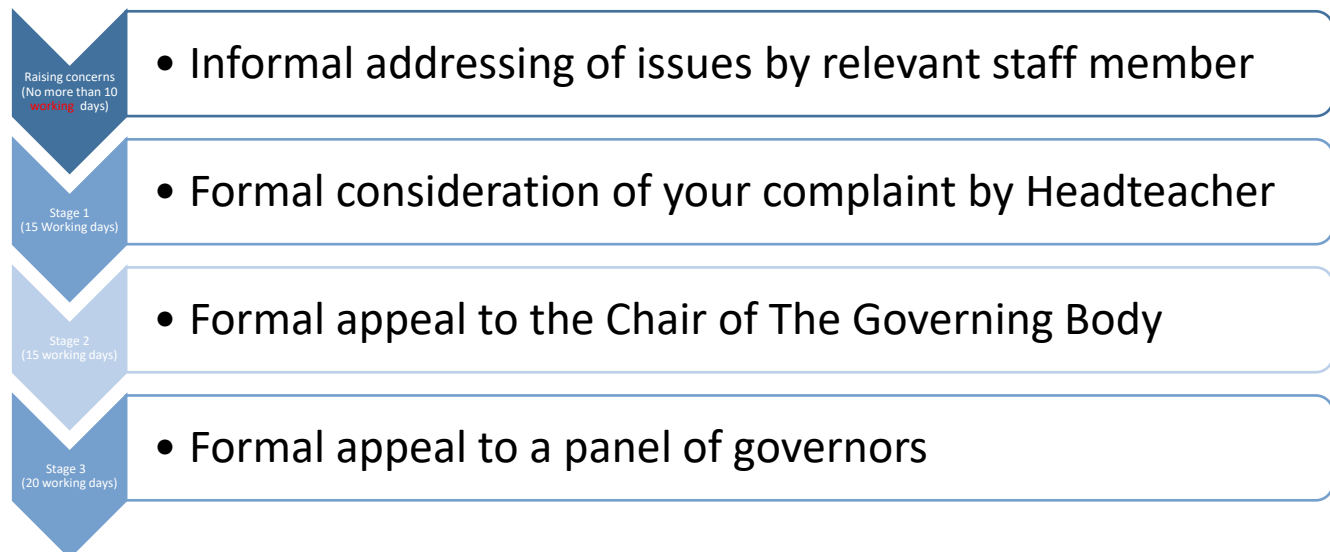 Raising concerns
(No more than 10
working days)
• Informal addressing of issues by relevant staff member
Stage 1
(15 Working days)
• Formal consideration of your complaint by Headteacher
Stage 2
(15 working days)
• Formal appeal to the Chair of The Governing Body
Stage 3
(20 working days)
• Formal appeal to a panel of governors